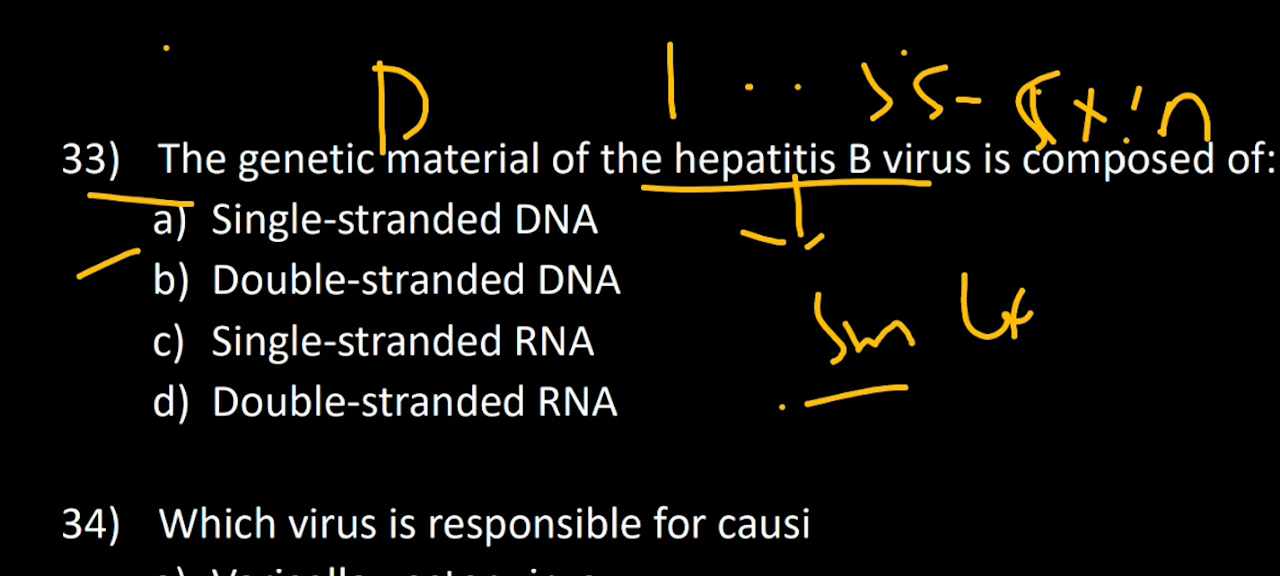 33) The genetic material of the hepatitis B virus is composed of:
a) Single-stranded DNA
b) Double-stranded DNA
c) Single-stranded RNA
d) Double-stranded RNA
34) Which virus is responsible for causi